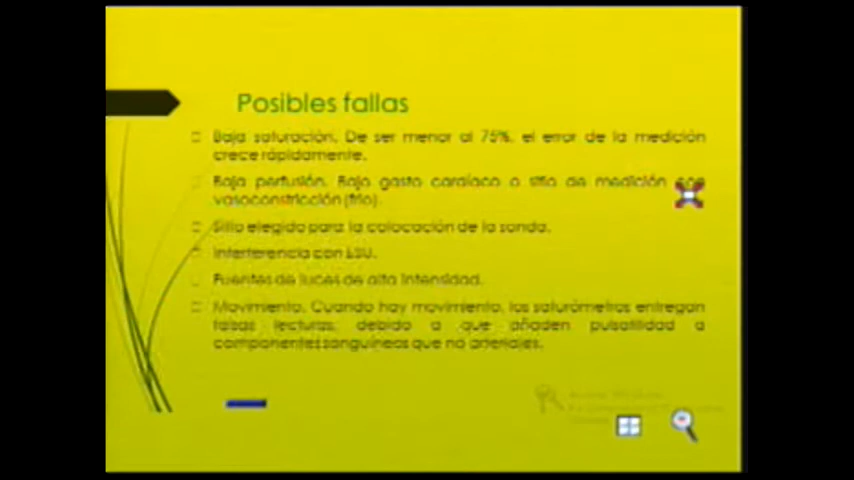 Posibles fallas
Baja saturación. De ser menor al 75%, el error de la medición
crece rápidamente.
Baja perfusión. Bajo gasto cardíaco o sitio de medición con
vasoconstricción (frio).
Sitio elegido para la colocación de la sonda.
Interferencia con ESU.
Fuentes de luces de alta intensidad.
Movimiento. Cuando hay movimiento, los saturómetros entregan
falsas lecturas, debido a que añaden pulsatilidad a
componentes sanguíneos que no arteriales.